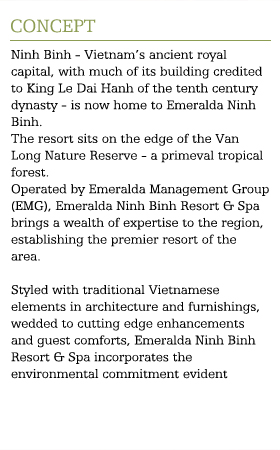 CONCEPT
Ninh Binh – Vietnam's ancient royal
capital, with much of its building credited
to King Le Dai Hanh of the tenth century
dynasty – is now home to Emeralda Ninh
Binh.
The resort sits on the edge of the Van
Long Nature Reserve – a primeval tropical
forest.
Operated by Emeralda Management Group
(EMG), Emeralda Ninh Binh Resort & Spa
brings a wealth of expertise to the region,
establishing the premier resort of the
area.
Styled with traditional Vietnamese
elements in architecture and furnishings,
wedded to cutting edge enhancements
and guest comforts, Emeralda Ninh Binh
Resort & Spa incorporates the
environmental commitment evident